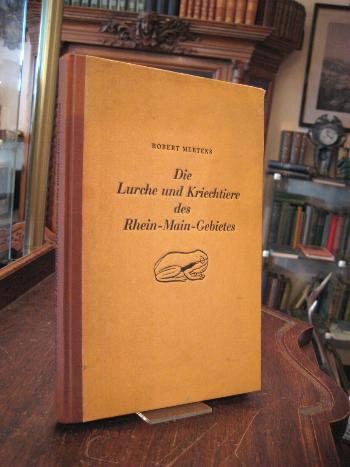 ROBERT MERTENS
Die
Lurche und Kriechtiere
des
Rhein-Main-Gebietes